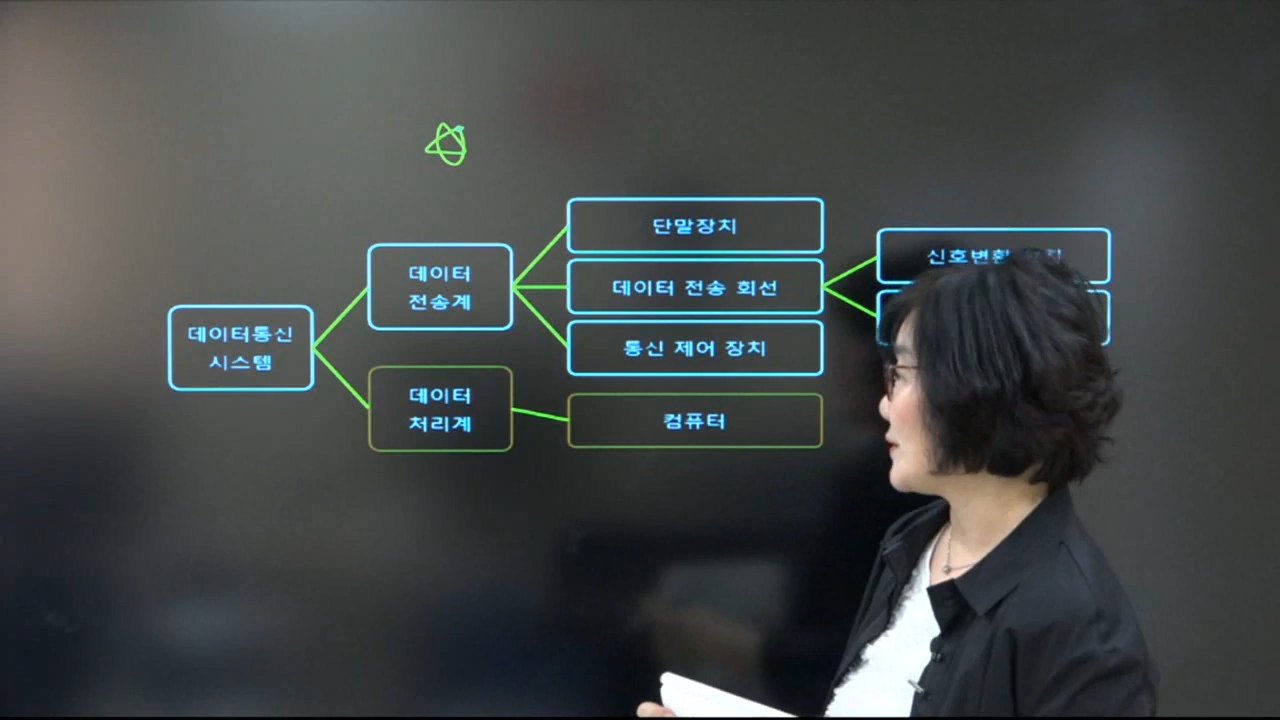 데이터통신
시스템
데이터
전송계
데이터
처리계
단말장치
데이터 전송 회선
통신 제어 장치
컴퓨터
신호변환